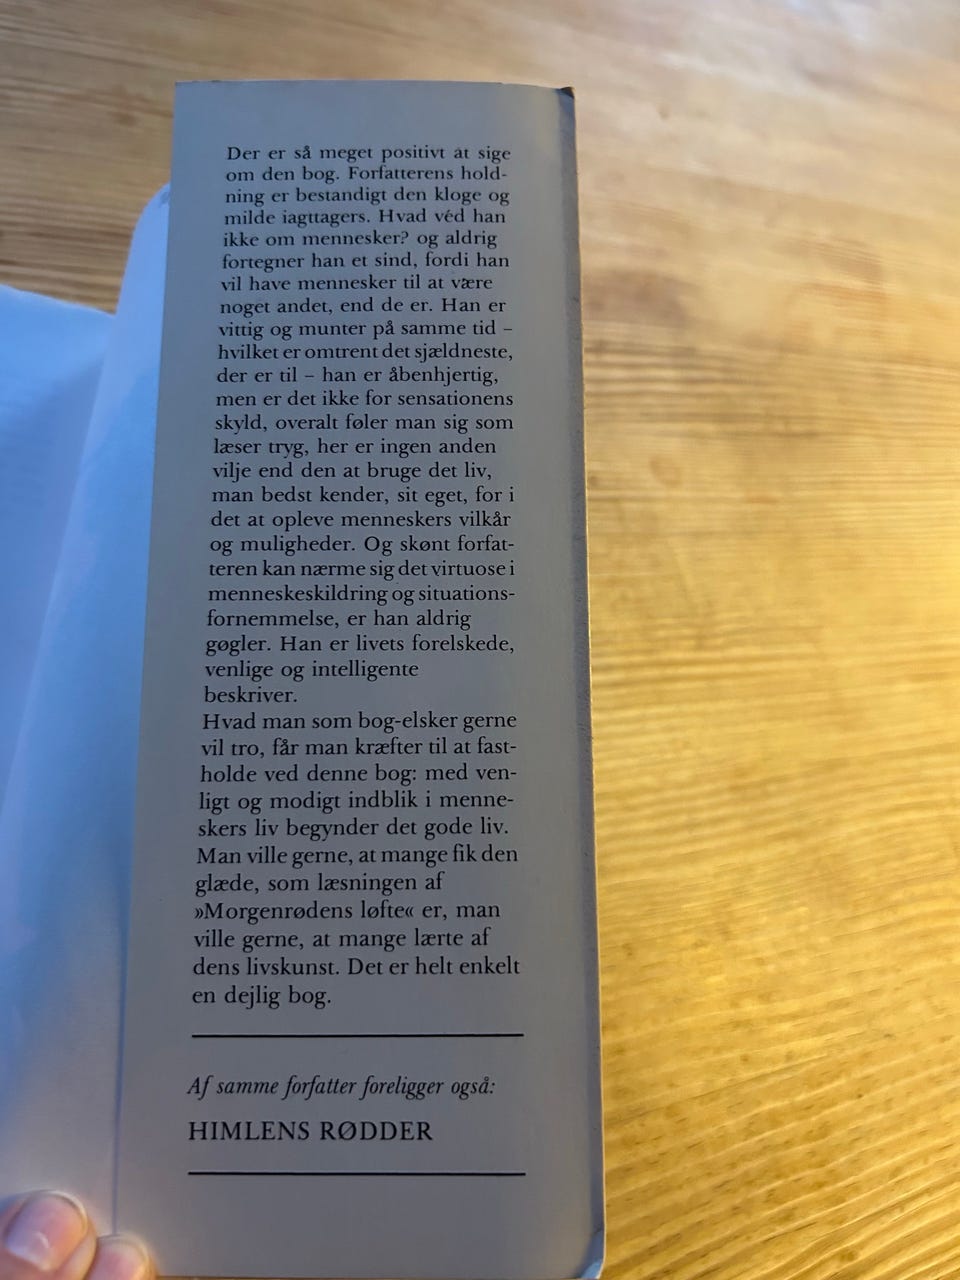 Der er så meget positivt at sige
om den bog. Forfatterens hold-
ning er bestandigt den kloge og
milde iagttagers. Hvad véd han
ikke om mennesker? og aldrig
fortegner han et sind, fordi han
vil have mennesker til at være
noget andet, end de er. Han er
vittig og munter på samme tid –
hvilket er omtrent det sjældneste,
der er til – han er åbenhjertig,
men er det ikke for sensationens
skyld, overalt føler man sig som
læser tryg, her er ingen anden
vilje end den at bruge det liv,
man bedst kender, sit eget, for i
det at opleve menneskers vilkår
og muligheder. Og skønt forfat-
teren kan nærme sig det virtuose i
menneskeskildring og situations-
fornemmelse, er han aldrig
gøgler. Han er livets forelskede,
venlige og intelligente
beskriver.
Hvad man som bog-elsker gerne
vil tro, får man kræfter til at fast-
holde ved denne bog: med ven-
ligt og modigt indblik i menne-
skers liv begynder det gode liv.
Man ville gerne, at mange fik den
glæde, som læsningen af
»Morgenrødens løfte« er, man
ville gerne, at mange lærte af
dens livskunst. Det er helt enkelt
en dejlig bog.
Af samme forfatter foreligger også:
HIMLENS RØDDER